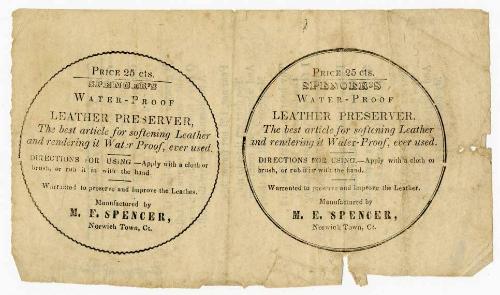 PRICE 25 cts.
SPENCER'S
WATER-PROOF
LEATHER PRESERVER,
The best article for softening Leather
and rendering it Water Proof, ever used.
DIRECTIONS FOR USING.—Apply with a cloth or
brush, or rub it in with the hand.
Warranted to preserve and improve the Leather.
Manufactured by
M. E. SPENCER,
Norwich Town, Ct.
PRICE 25 cts.
SPENCER'S
WATER-PROOF
LEATHER PRESERVER.
The best article for softening Leather
and rendering it Water-Proof, ever used.
DIRECTIONS FOR USING.—Apply with a cloth or
brush, or rub it in with the hand.
Warranted to preserve and improve the Leather.
Manufactured by
M. E. SPENCER,
Norwich Town, Ct.